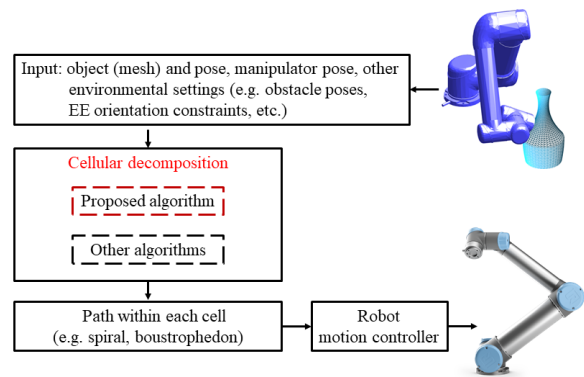 Input: object (mesh) and pose, manipulator pose, other
environmental settings (e.g. obstacle poses,
EE orientation constraints, etc.)
Cellular decomposition
Proposed algorithm
Other algorithms
Path within each cell
(e.g. spiral, boustrophedon)
Robot
motion controller